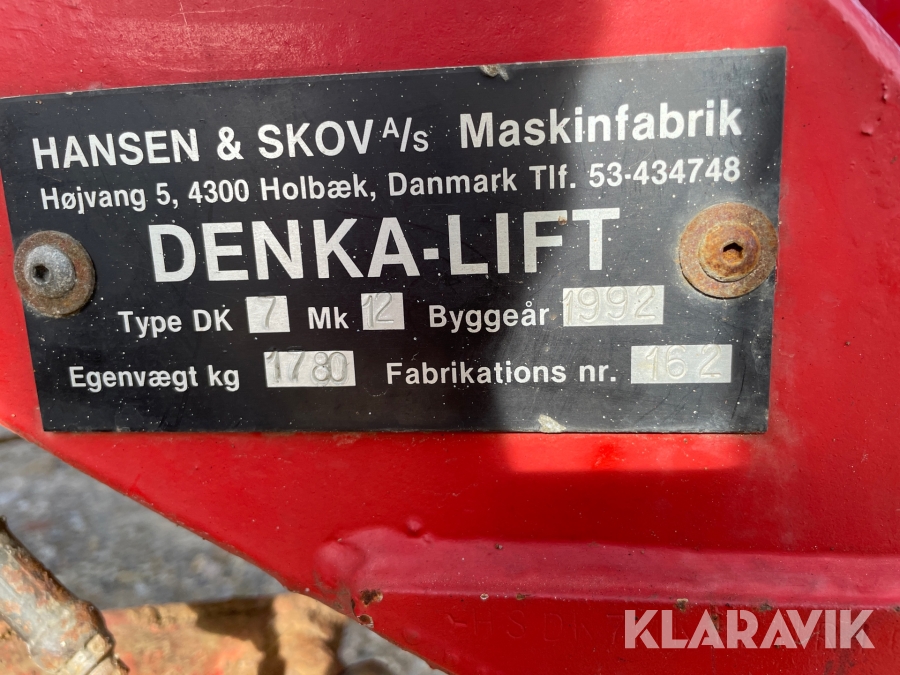 HANSEN & SKOV A/S Maskinfabrik
Højvang 5, 4300 Holbæk, Danmark Tlf. 53-434748
DENKA-LIFT
Type DK 7 Mk 12 Byggeår 1992
Egenvægt kg 1780 Fabrikations nr. 162
KLARAVIK